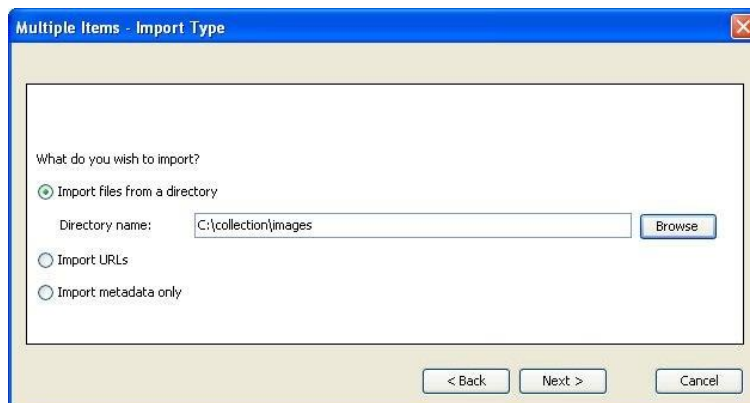 Multiple Items - Import Type
What do you wish to import?
Import files from a directory
Directory name: C:\collection\images Browse
Import URLs
Import metadata only
< Back Next > Cancel